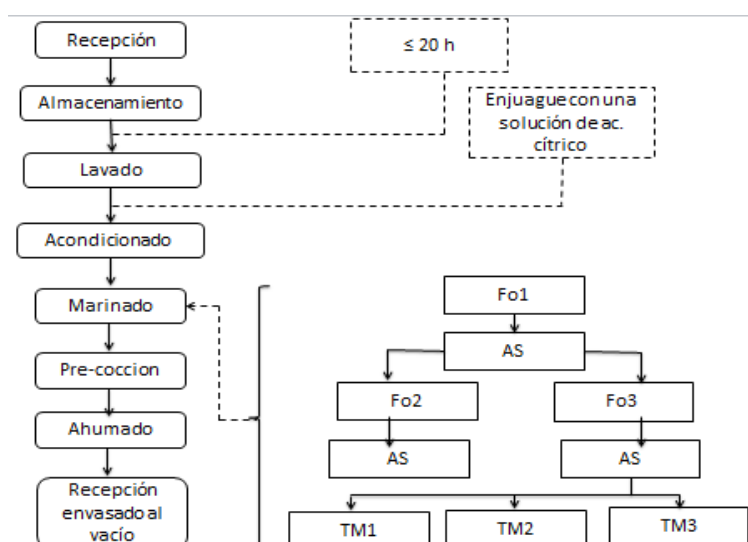 Recepción
≤ 20 h
Almacenamiento
Enjuague con una
solución de ac.
cítrico
Lavado
Acondicionado
Marinado
Fo1
AS
Pre-coccion
Fo2
Fo3
Ahumado
AS
AS
Recepción
envasado al
vacío
TM1
TM2
TM3